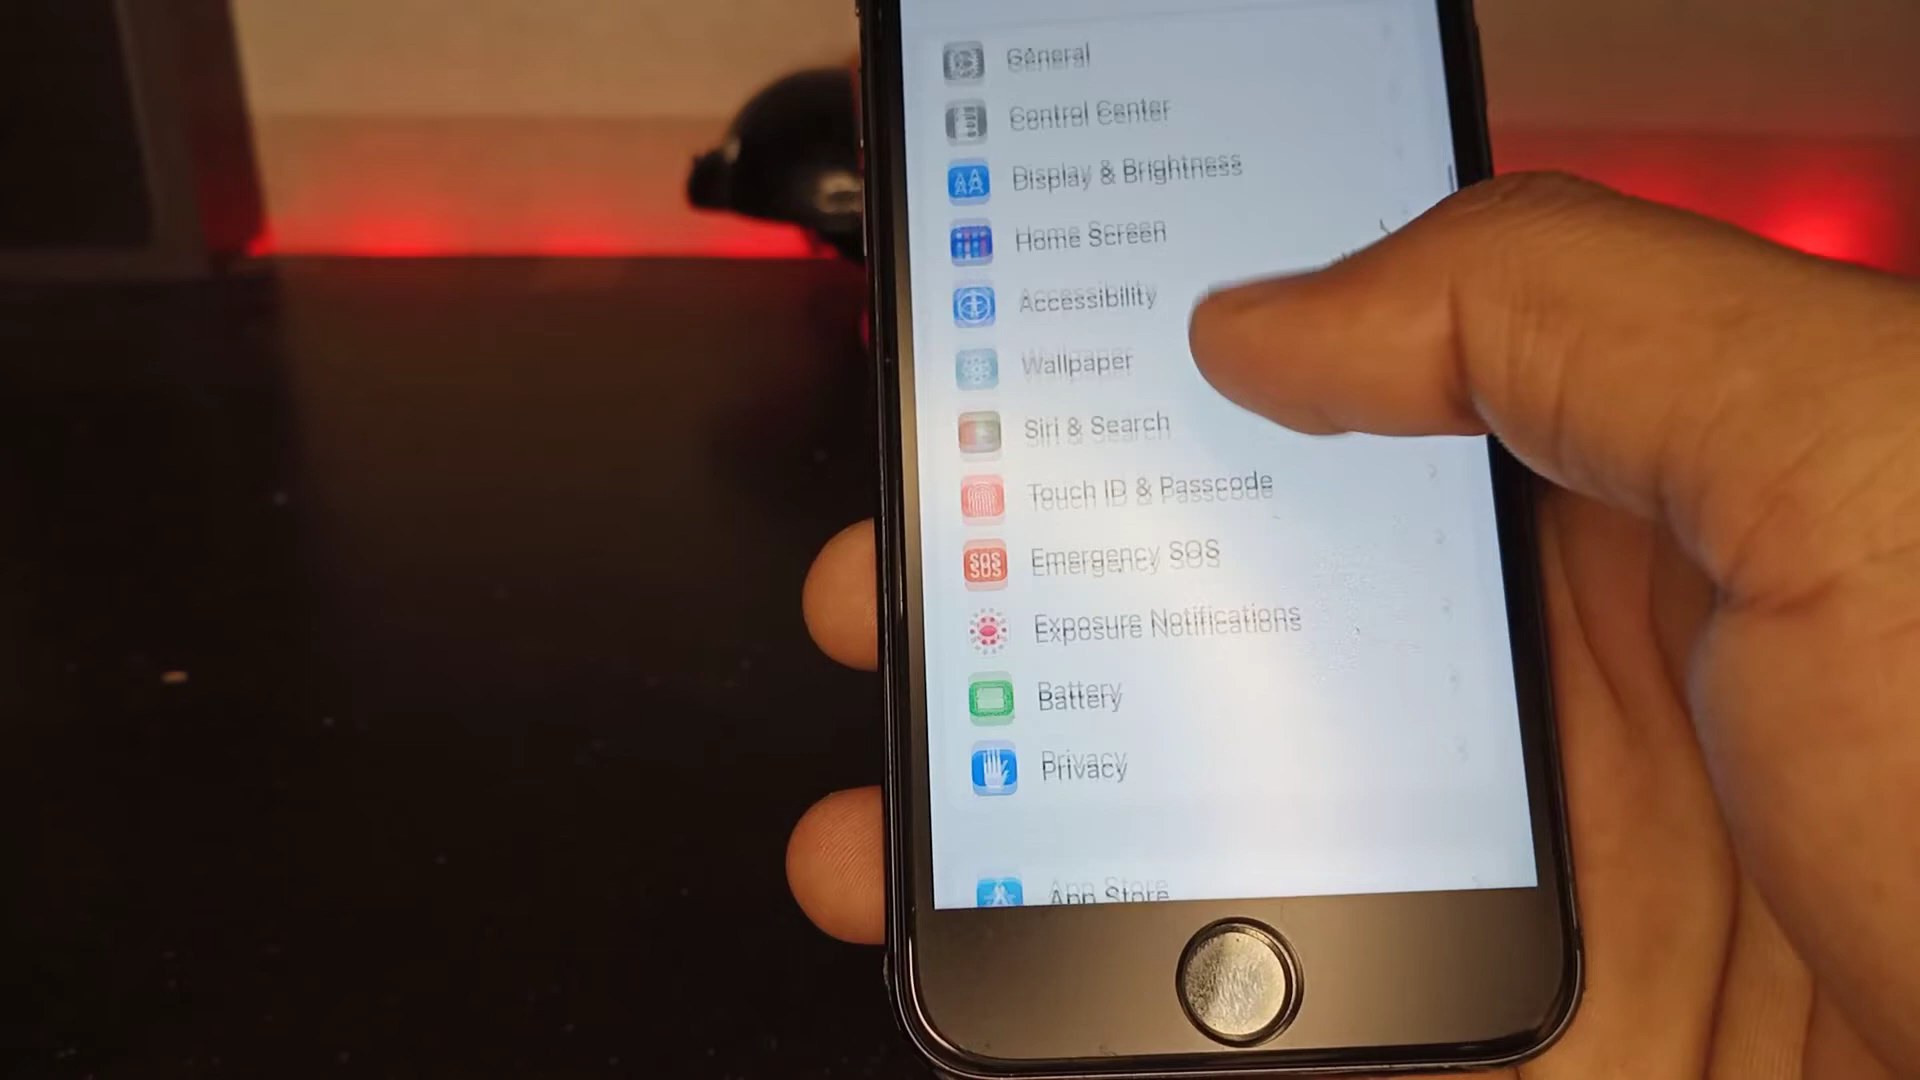 General
Control Center
Display & Brightness
Home Screen
Accessibility
Wallpaper
Siri & Search
Touch ID & Passcode
SOS
Emergency SOS
Exposure Notifications
Battery
Privacy
App Store